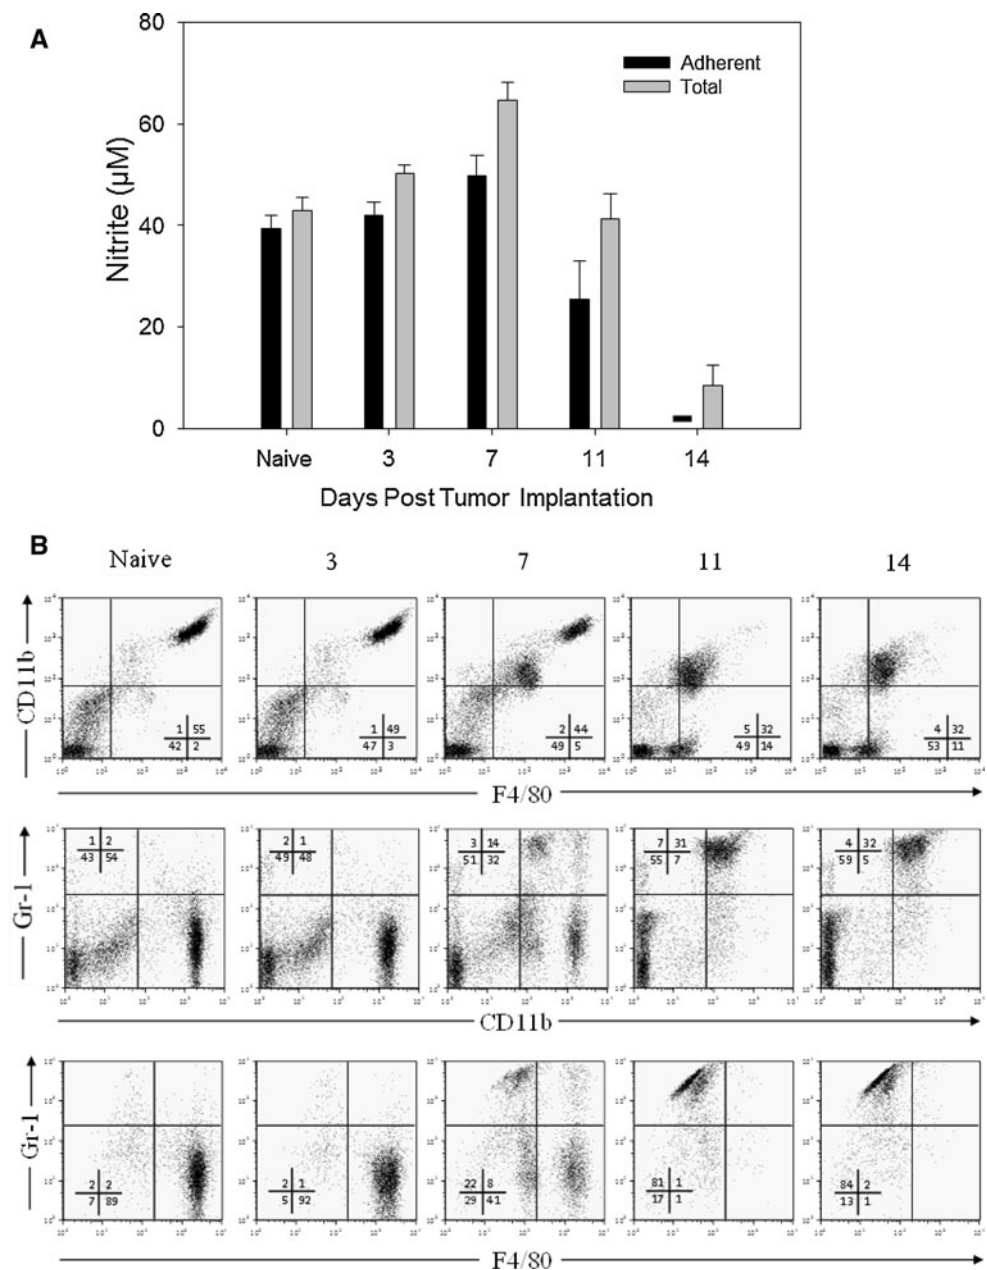 A
80
60
40
20
0
Nitrite (µM)
Adherent
Total
Naive 3 7 11 14
Days Post Tumor Implantation
B
Naive 3 7 11 14
CD11b
1 55
42 2
1 49
47 3
2 44
49 5
5 32
49 14
4 32
53 11
F4/80
Gr-1
1 2
43 54
2 1
49 48
3 14
51 32
7 31
55 7
4 32
59 5
CD11b
Gr-1
2 2
7 89
2 1
5 92
22 8
29 41
81 1
17 1
84 2
13 1
F4/80